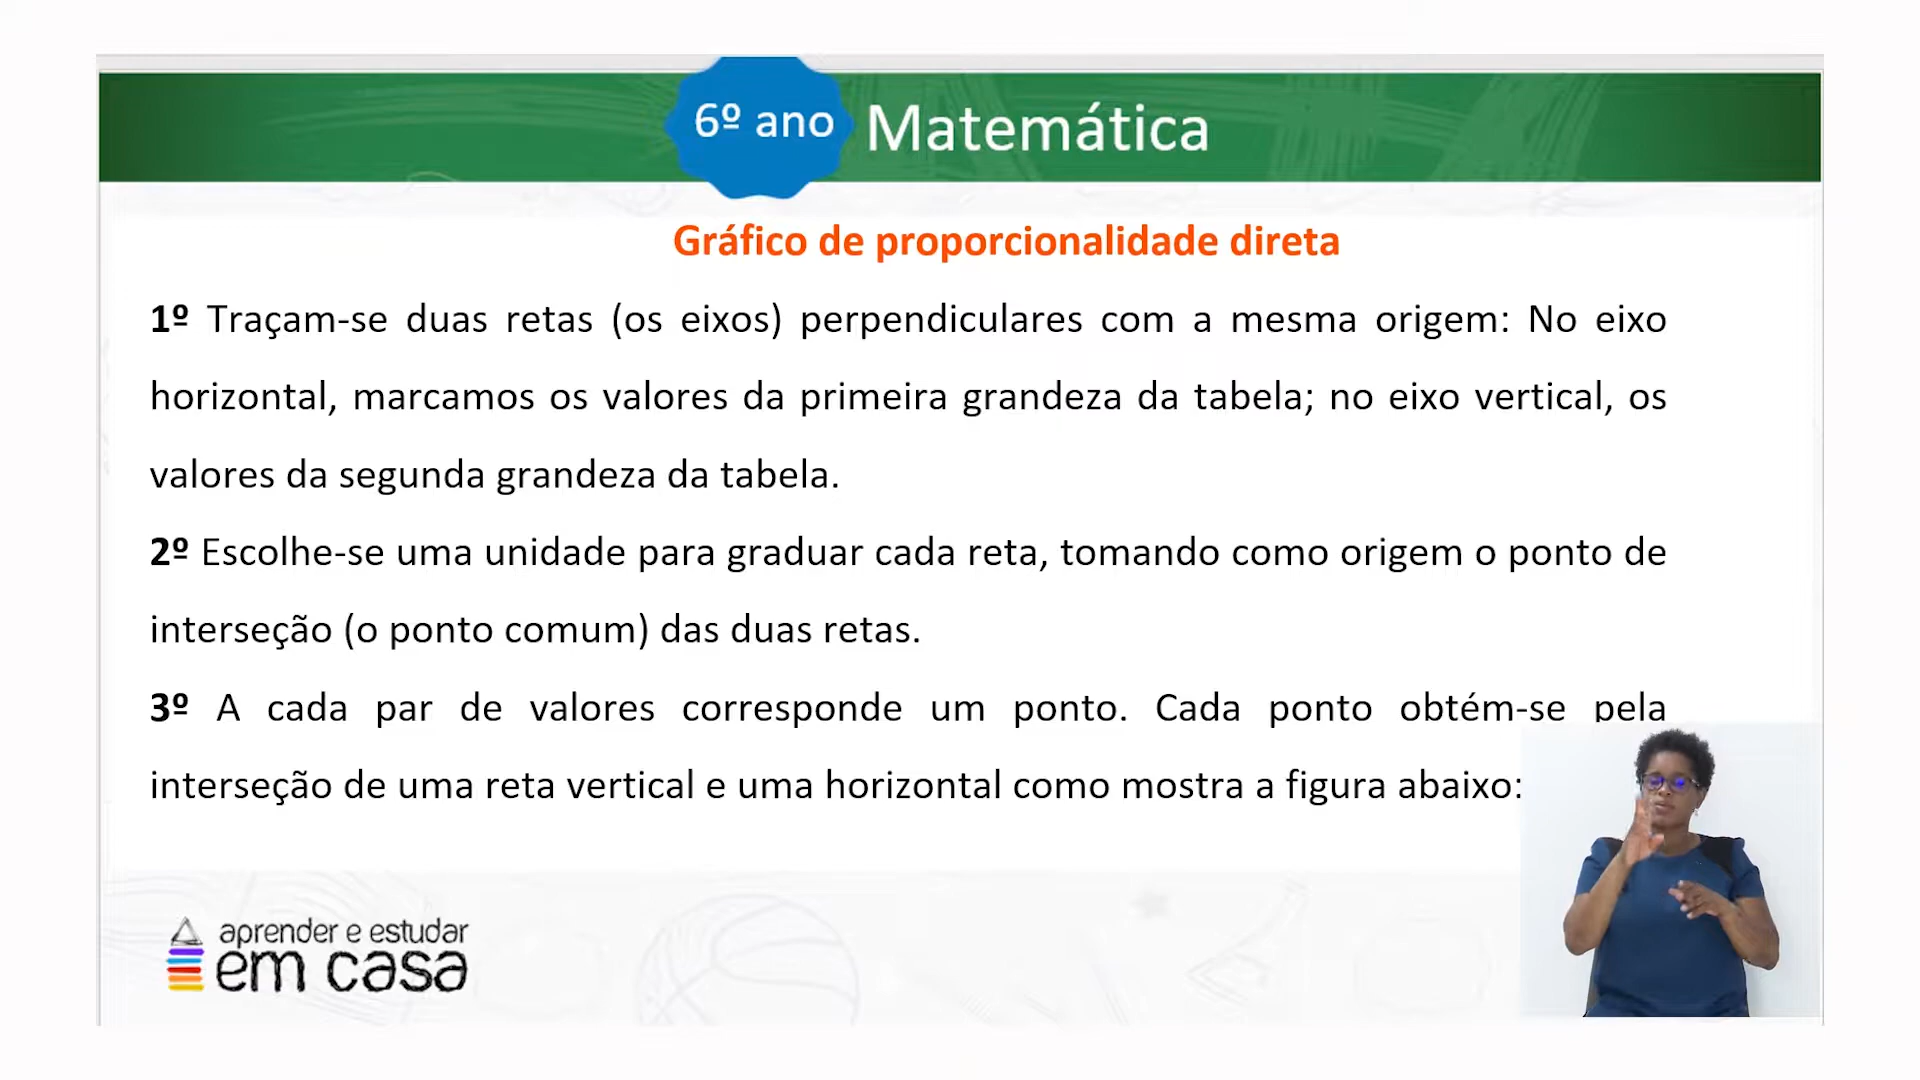 6º ano
Matemática
Gráfico de proporcionalidade direta
1º Traçam-se duas retas (os eixos) perpendiculares com a mesma origem: No eixo
horizontal, marcamos os valores da primeira grandeza da tabela; no eixo vertical, os
valores da segunda grandeza da tabela.
2º Escolhe-se uma unidade para graduar cada reta, tomando como origem o ponto de
interseção (o ponto comum) das duas retas.
3º A cada par de valores corresponde um ponto. Cada ponto obtém-se pela
interseção de uma reta vertical e uma horizontal como mostra a figura abaixo:
aprender e estudar
em casa